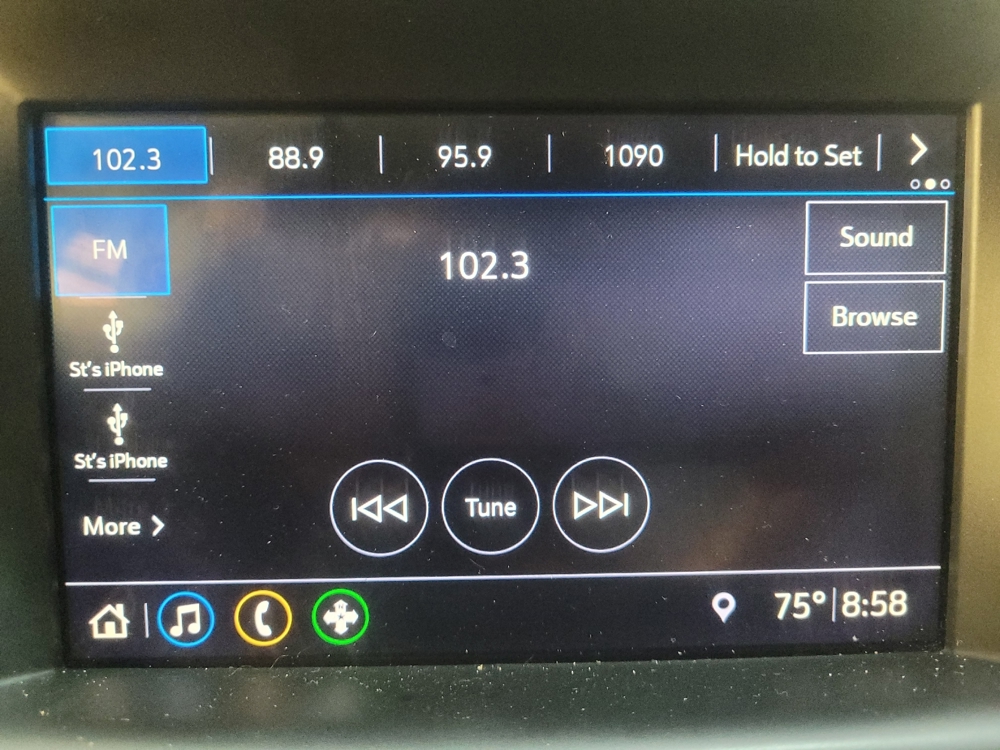 102.3 88.9 95.9 1090 Hold to Set
FM
102.3
Sound
Browse
St's iPhone
St's iPhone
More
Tune
75° 8:58